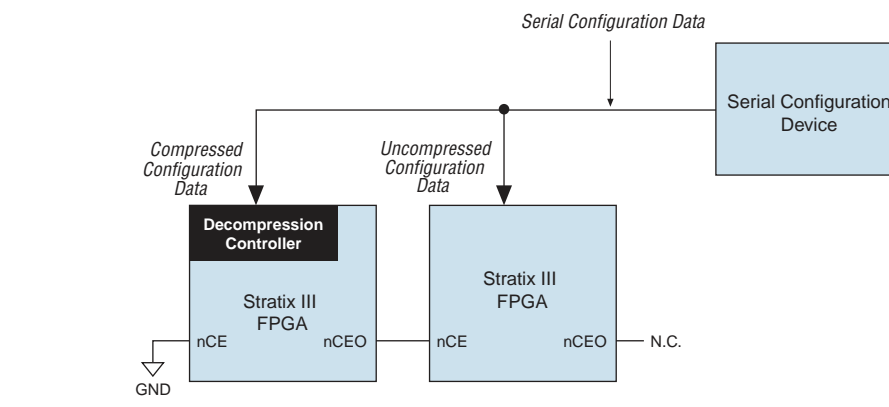 Serial Configuration Data
Serial Configuration
Device
Compressed
Configuration
Data
Uncompressed
Configuration
Data
Decompression
Controller
Stratix III
FPGA
nCE
nCEO
Stratix III
FPGA
nCE
nCEO
N.C.
GND